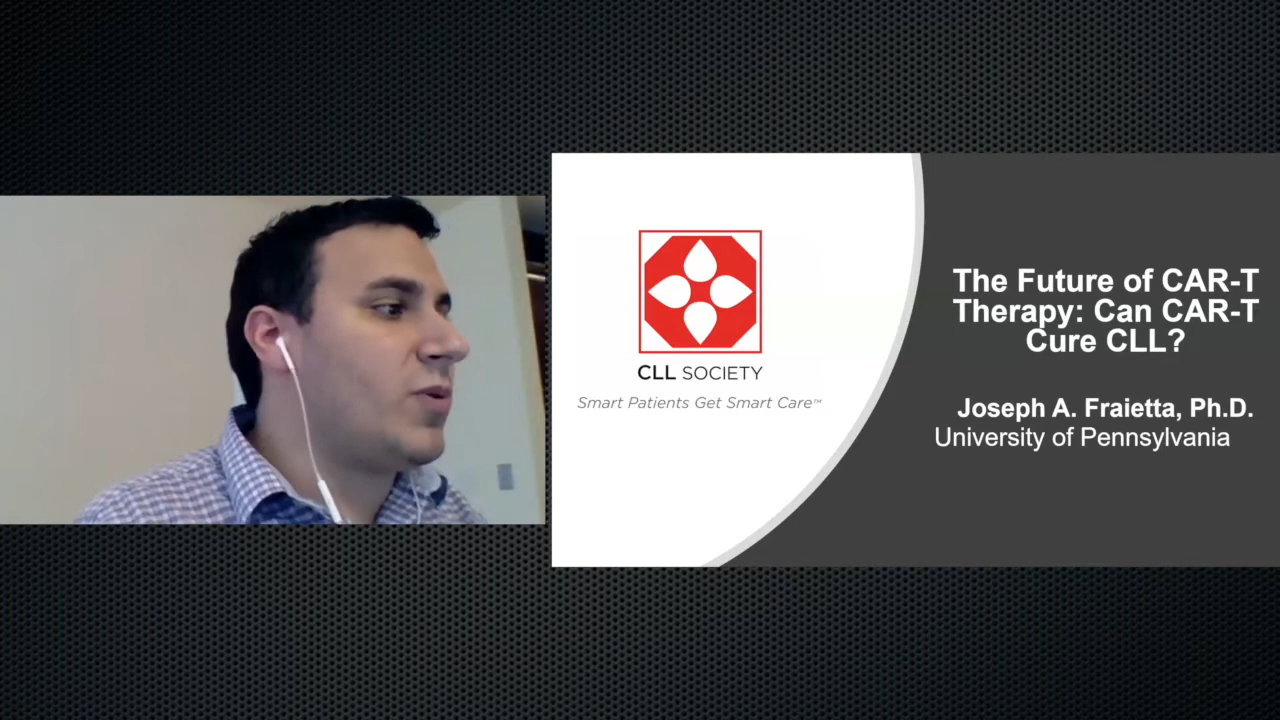 CLL SOCIETY
Smart Patients Get Smart Care™
The Future of CAR-T
Therapy: Can CAR-T
Cure CLL?
Joseph A. Fraietta, Ph.D.
University of Pennsylvania